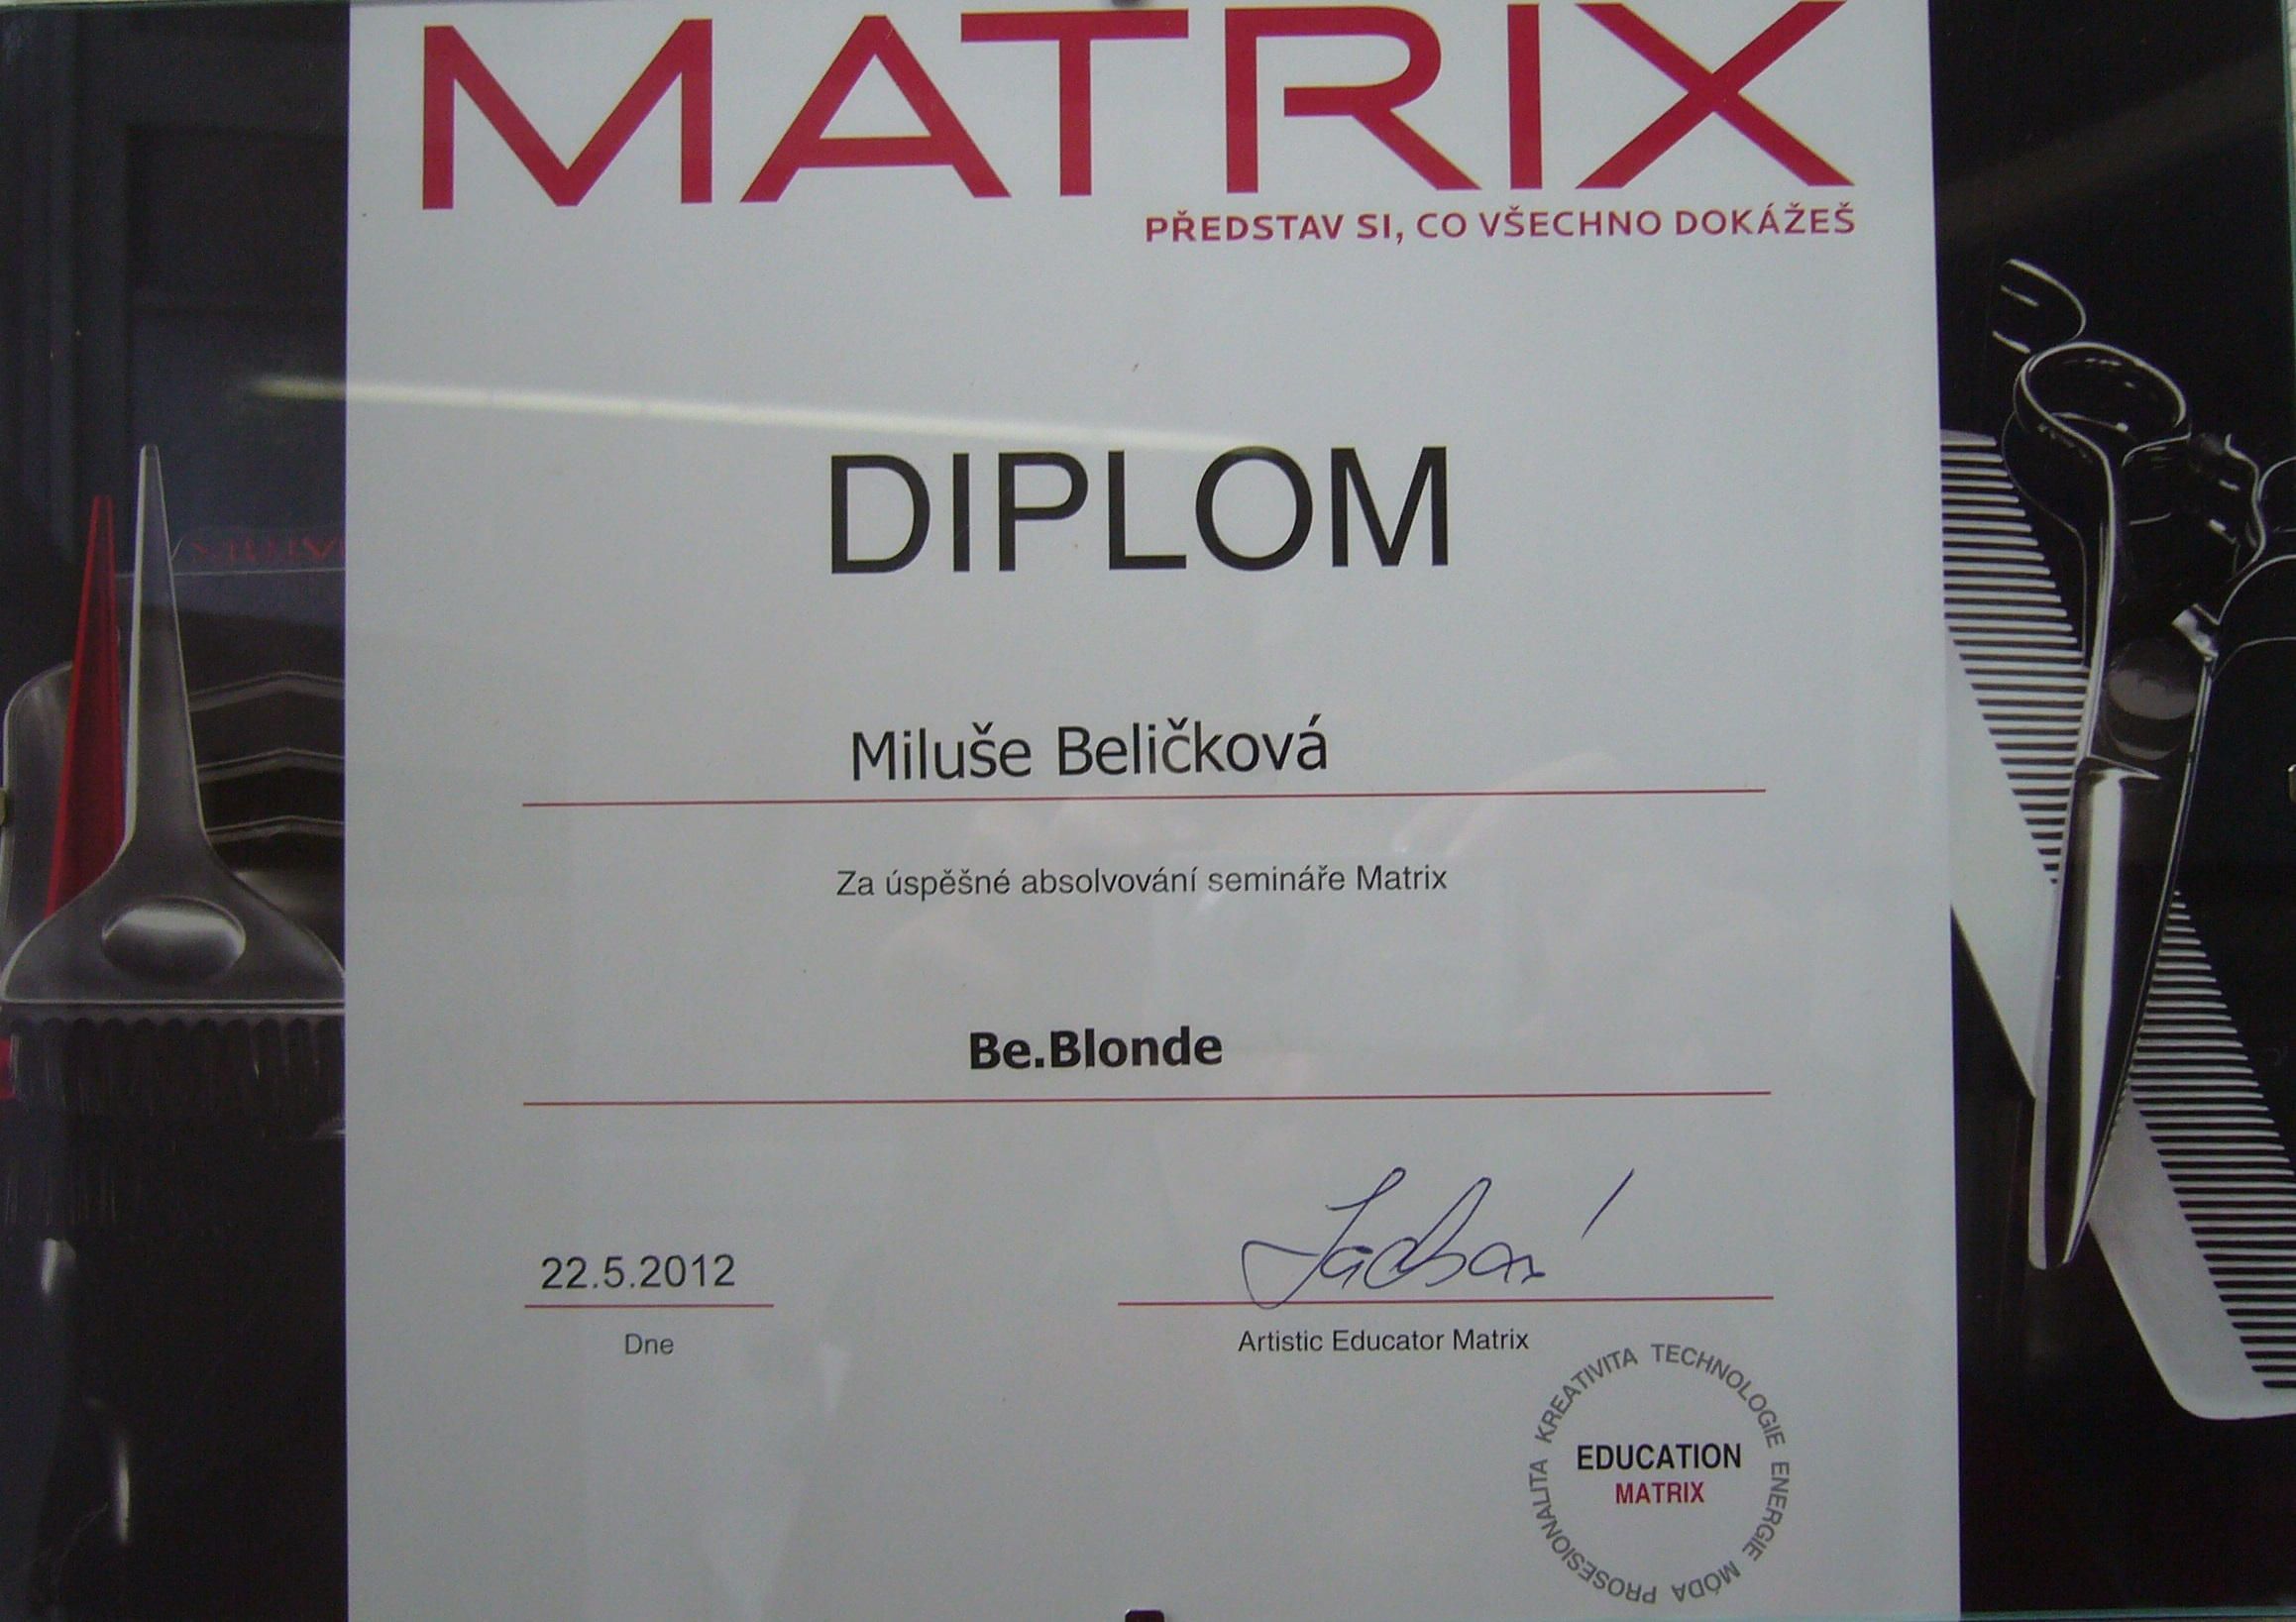 MATRIX
PŘEDSTAV SI, CO VŠECHNO DOKÁŽEŠ
DIPLOM
Miluše Beličková
Za úspěšné absolvování semináře Matrix
Be.Blonde
22.5.2012
Dne
Artistic Educator Matrix
KREATIVITA TECHNOLOGIE ENERGIE MÓDA PROSESIONALITA
EDUCATION
MATRIX